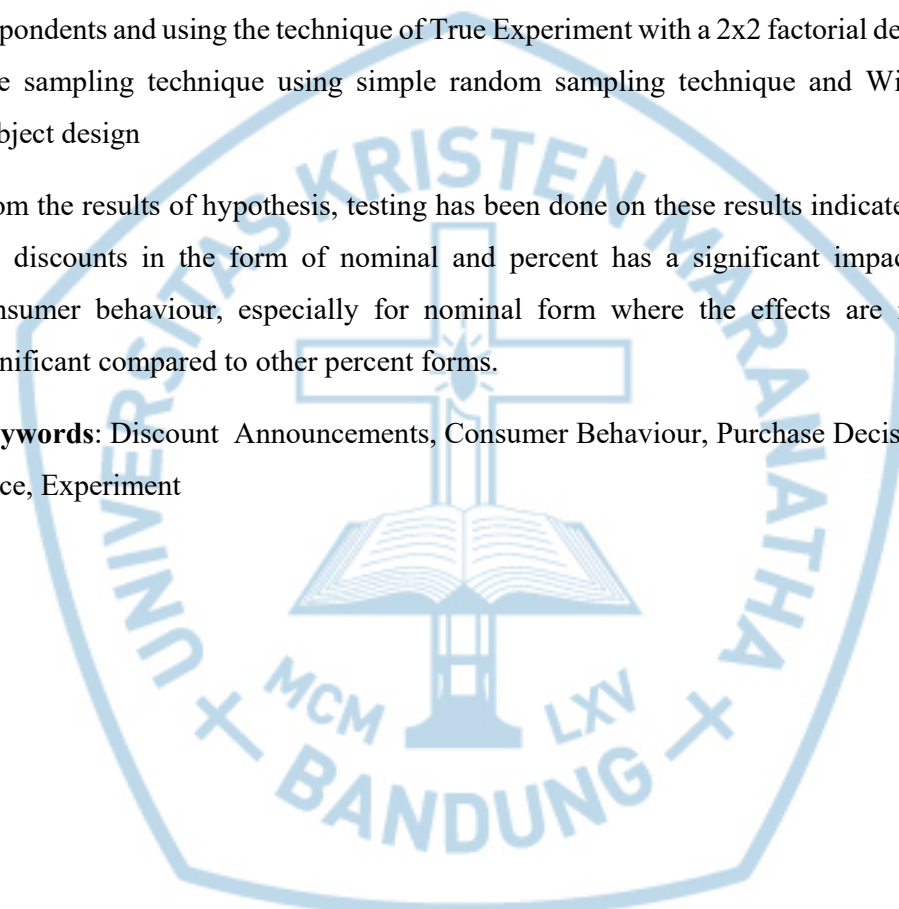 pondents and using the technique of True Experiment with a 2x2 factorial de
e sampling technique using simple random sampling technique and Wi
bject design
om the results of hypothesis, testing has been done on these results indicate
discounts in the form of nominal and percent has a significant impac
nsumer behaviour, especially for nominal form where the effects are
nificant compared to other percent forms.
ywords: Discount Announcements, Consumer Behaviour, Purchase Decis
ce, Experiment
UNIVERSITAS KRISTEN MARANATHA
MCM LXV
BANDUNG